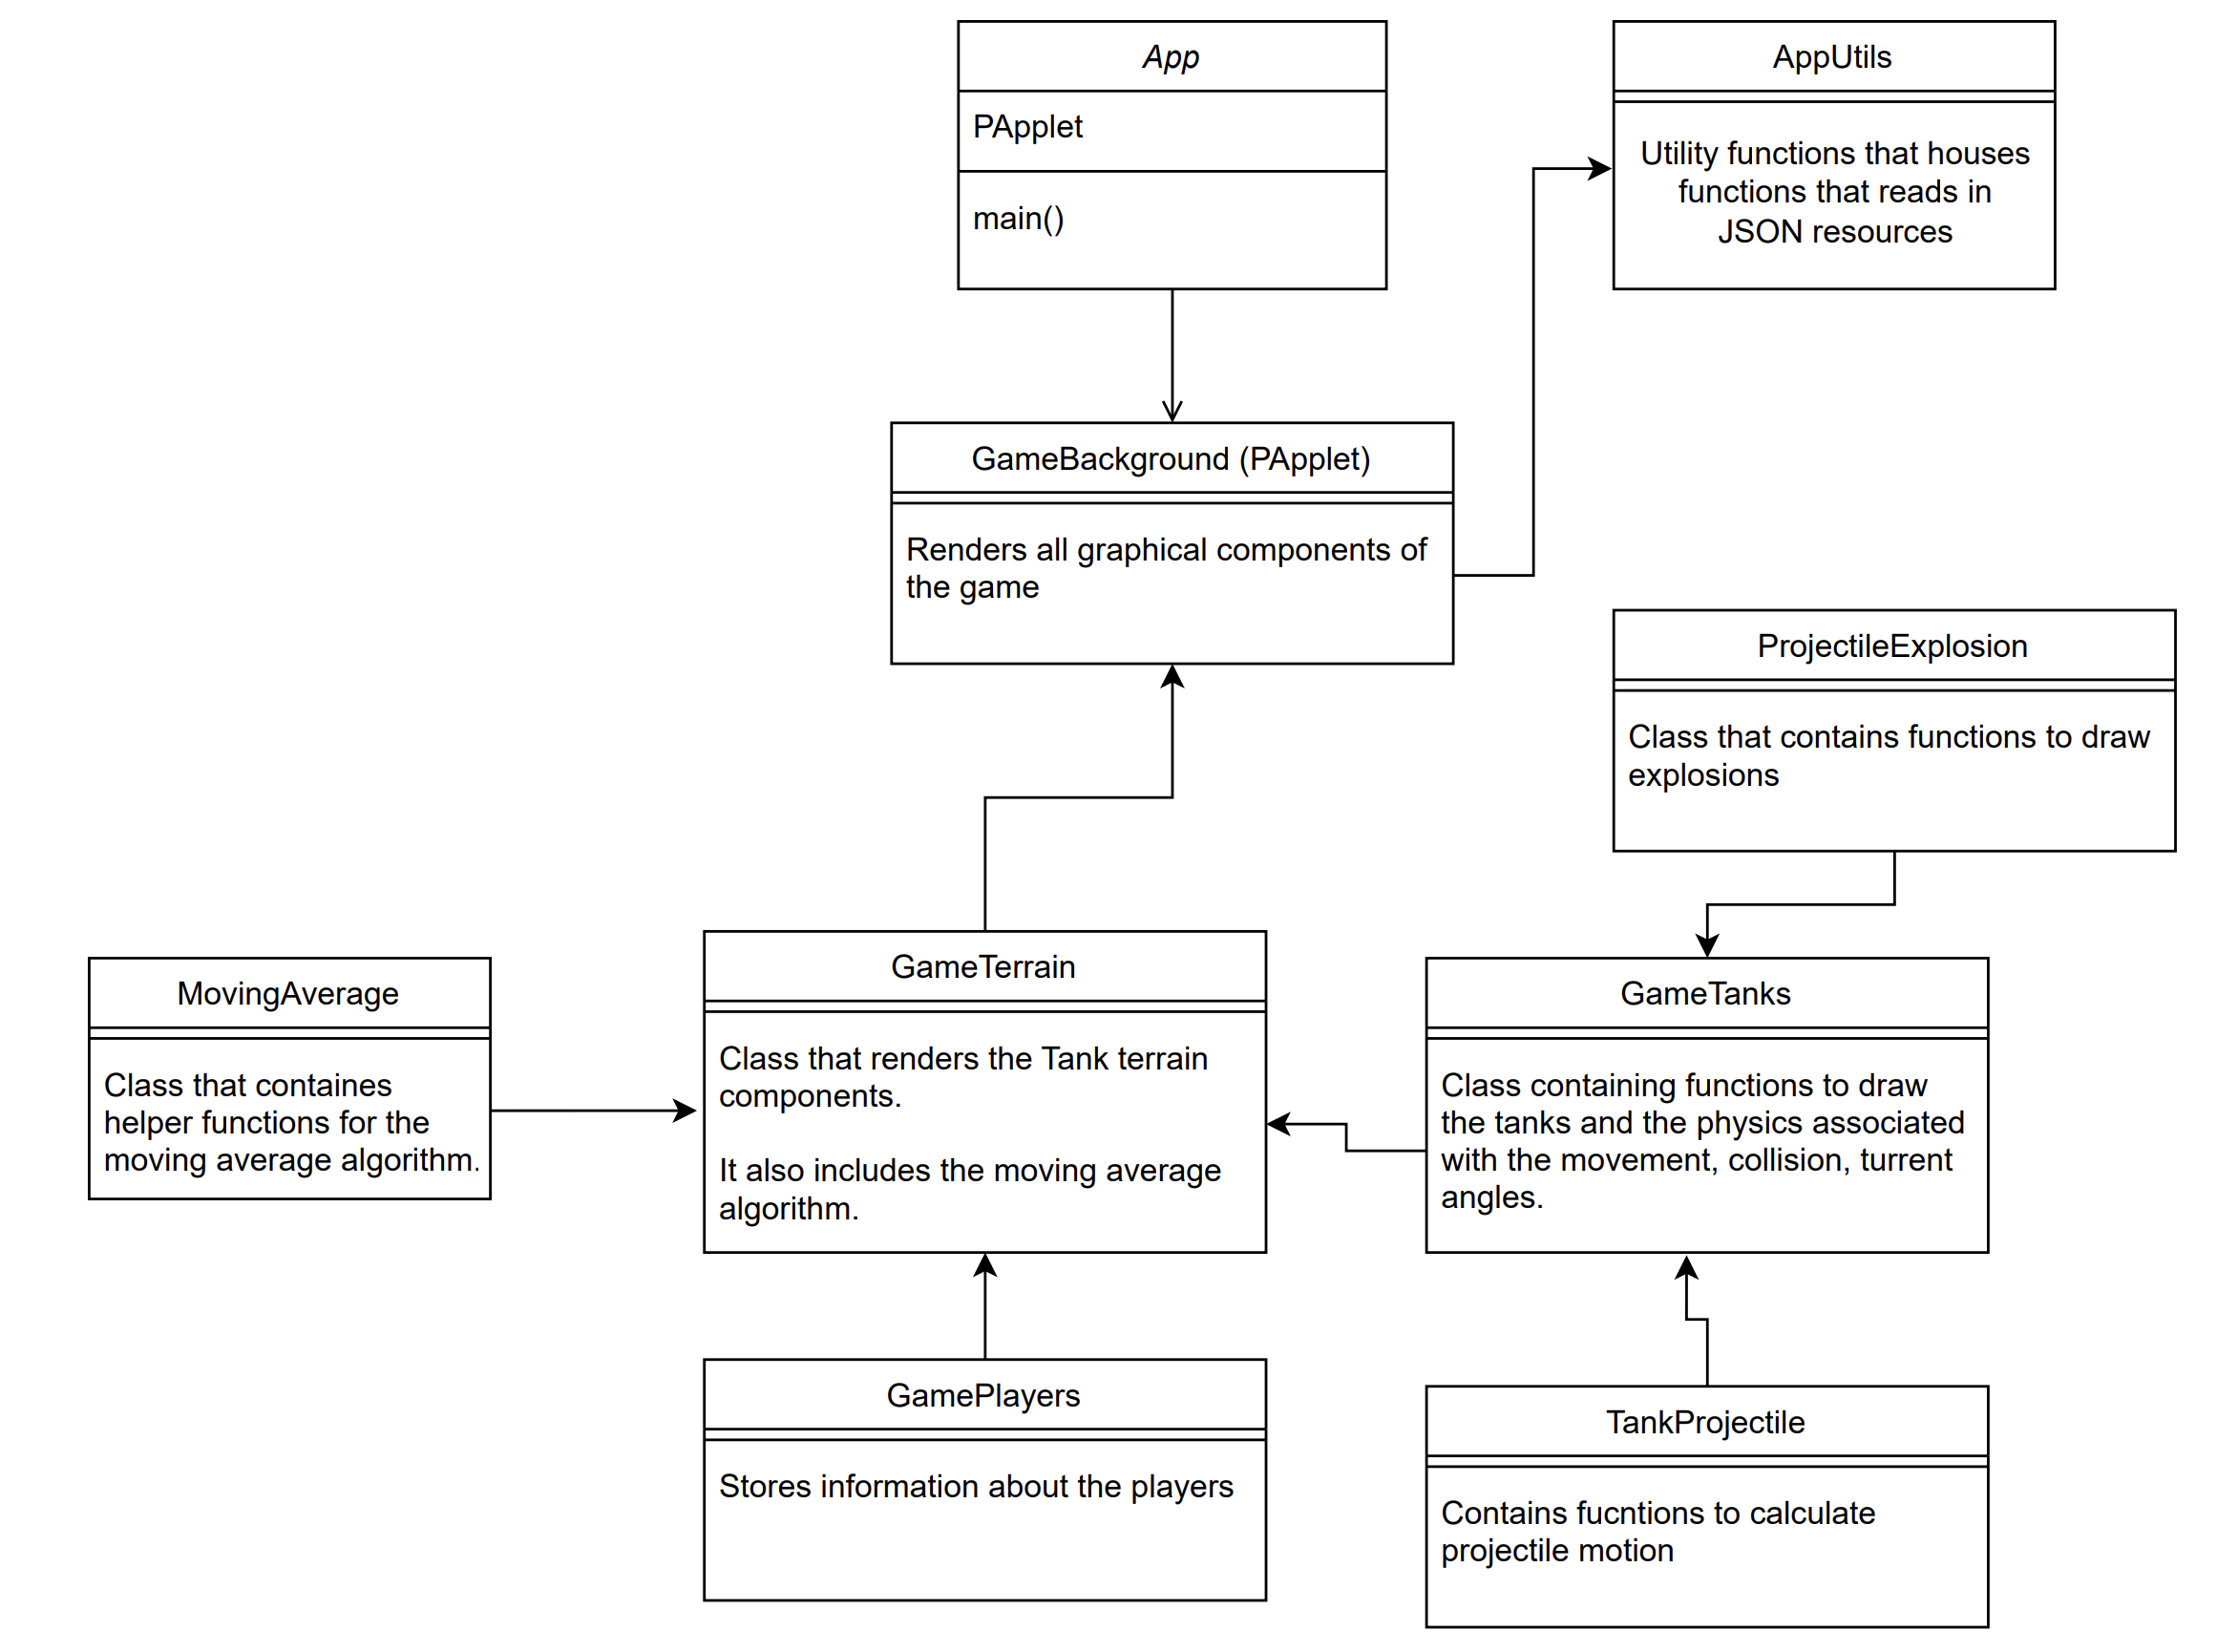 App
PApplet
main()
AppUtils
Utility functions that houses
functions that reads in
JSON resources
GameBackground (PApplet)
Renders all graphical components of
the game
ProjectileExplosion
Class that contains functions to draw
explosions
MovingAverage
Class that containes
helper functions for the
moving average algorithm.
GameTerrain
Class that renders the Tank terrain
components.
It also includes the moving average
algorithm.
GameTanks
Class containing functions to draw
the tanks and the physics associated
with the movement, collision, turrent
angles.
GamePlayers
Stores information about the players
TankProjectile
Contains fucntions to calculate
projectile motion